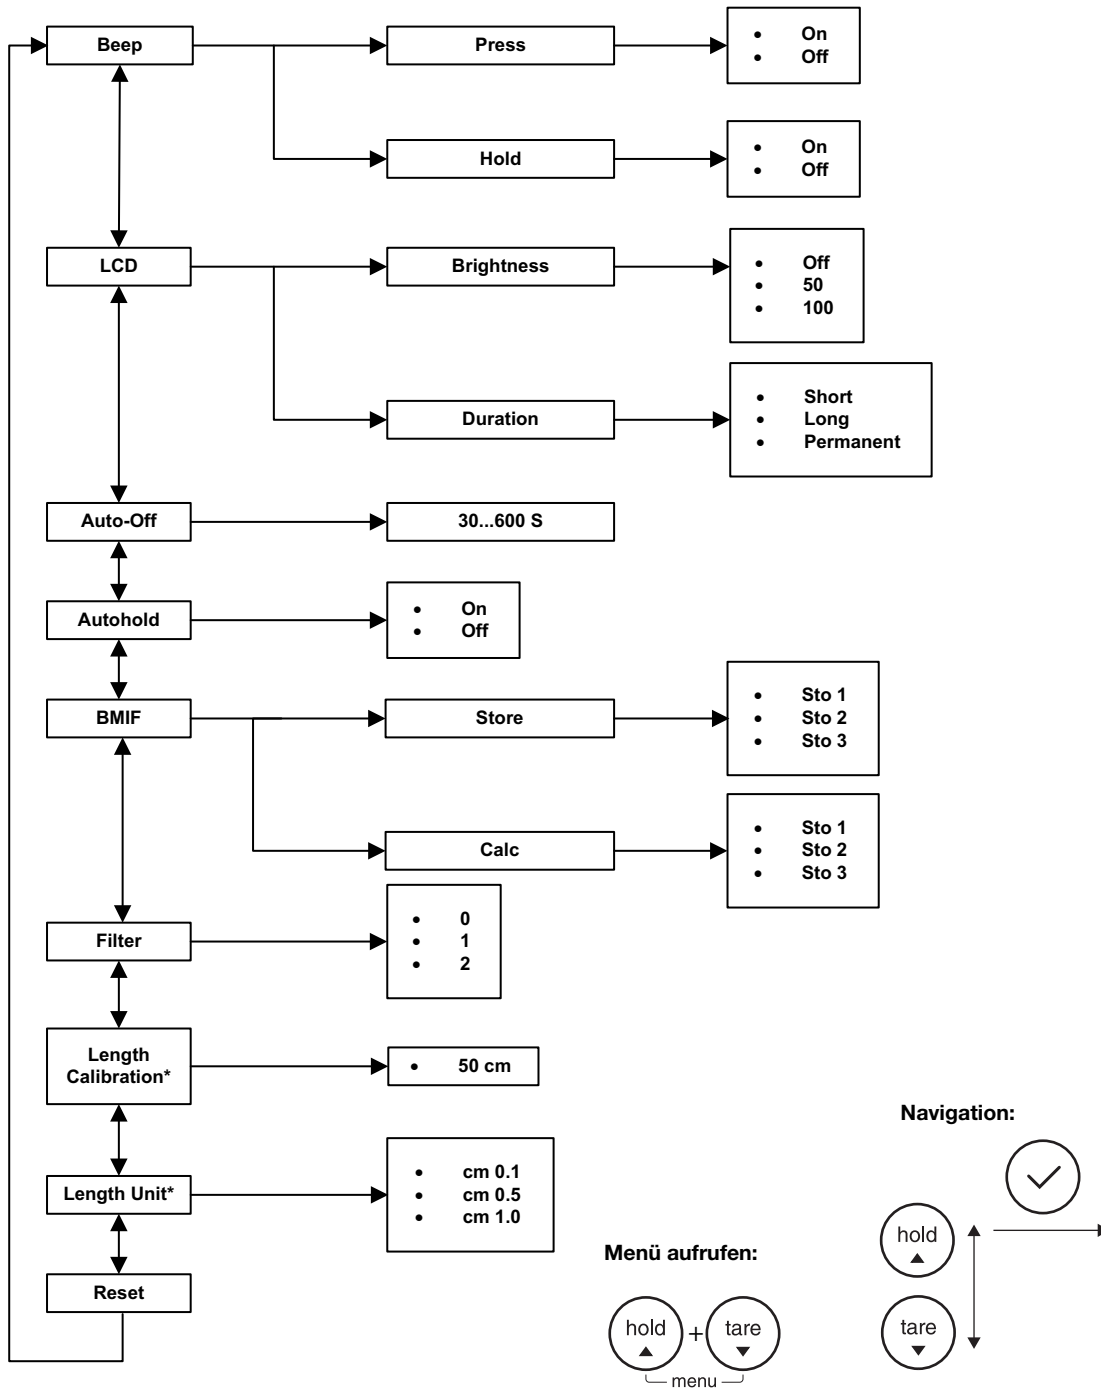 Beep
Press
• On
• Off
Hold
• On
• Off
LCD
Brightness
• Off
• 50
• 100
Duration
• Short
• Long
• Permanent
Auto-Off
30...600 S
Autohold
• On
• Off
BMIF
Store
• Sto 1
• Sto 2
• Sto 3
Calc
• Sto 1
• Sto 2
• Sto 3
Filter
• 0
• 1
• 2
Length
Calibration*
• 50 cm
Length Unit*
• cm 0.1
• cm 0.5
• cm 1.0
Reset
Menü aufrufen:
hold + tare
menu
Navigation:
hold
tare